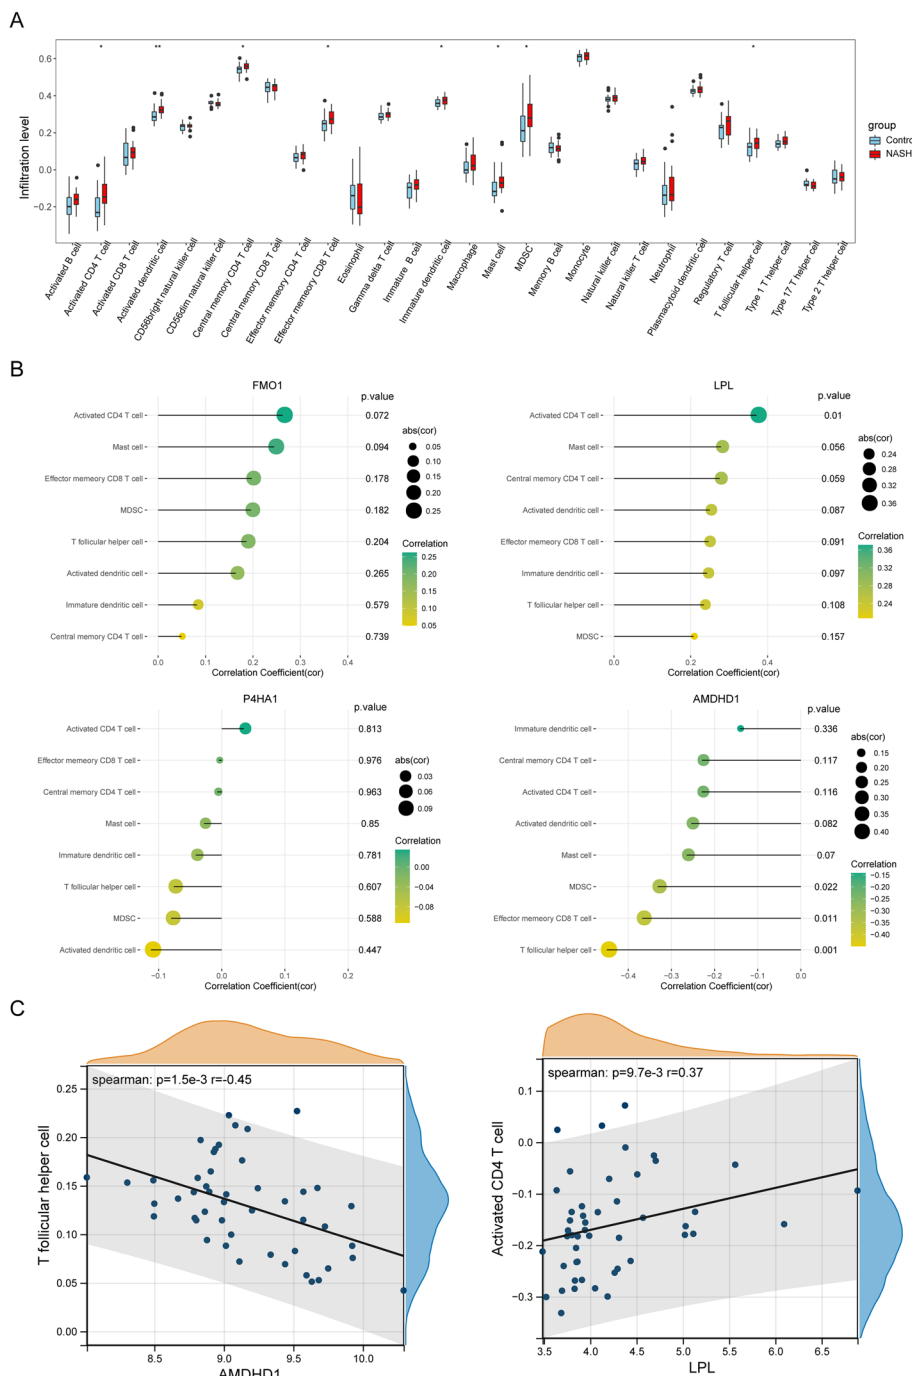 A
* ** * * * * * *
0.6
0.4
0.2
0.0
−0.2
Infiltration level
group
Control
NASH
Activated B cell
Activated CD4 T cell
Activated CD8 T cell
Activated dendritic cell
CD56bright natural killer cell
CD56dim natural killer cell
Central memory CD4 T cell
Central memory CD8 T cell
Effector memeory CD4 T cell
Effector memeory CD8 T cell
Eosinophil
Gamma delta T cell
Immature B cell
Immature dendritic cell
Macrophage
Mast cell
MDSC
Memory B cell
Monocyte
Natural killer cell
Natural killer T cell
Neutrophil
Plasmacytoid dendritic cell
Regulatory T cell
T follicular helper cell
Type 1 T helper cell
Type 17 T helper cell
Type 2 T helper cell
B
FMO1
p.value
Activated CD4 T cell 0.072
Mast cell 0.094
Effector memeory CD8 T cell 0.178
MDSC 0.182
T follicular helper cell 0.204
Activated dendritic cell 0.265
Immature dendritic cell 0.579
Central memory CD4 T cell 0.739
0.0 0.1 0.2 0.3 0.4
Correlation Coefficient(cor)
abs(cor)
0.05
0.10
0.15
0.20
0.25
Correlation
0.25
0.20
0.15
0.10
0.05
LPL
p.value
Activated CD4 T cell 0.01
Mast cell 0.056
Central memory CD4 T cell 0.059
Activated dendritic cell 0.087
Effector memeory CD8 T cell 0.091
Immature dendritic cell 0.097
T follicular helper cell 0.108
MDSC 0.157
0.0 0.2 0.4
Correlation Coefficient(cor)
abs(cor)
0.24
0.28
0.32
0.36
Correlation
0.36
0.32
0.28
0.24
P4HA1
p.value
Activated CD4 T cell 0.813
Effector memeory CD8 T cell 0.976
Central memory CD4 T cell 0.963
Mast cell 0.85
Immature dendritic cell 0.781
T follicular helper cell 0.607
MDSC 0.588
Activated dendritic cell 0.447
−0.1 0.0 0.1 0.2
Correlation Coefficient(cor)
abs(cor)
0.03
0.06
0.09
Correlation
0.00
−0.04
−0.08
AMDHD1
p.value
Immature dendritic cell 0.336
Central memory CD4 T cell 0.117
Activated CD4 T cell 0.116
Activated dendritic cell 0.082
Mast cell 0.07
MDSC 0.022
Effector memeory CD8 T cell 0.011
T follicular helper cell 0.001
−0.4 −0.3 −0.2 −0.1 0.0
Correlation Coefficient(cor)
abs(cor)
0.15
0.20
0.25
0.30
0.35
0.40
Correlation
−0.15
−0.20
−0.25
−0.30
−0.35
−0.40
C
spearman: p=1.5e-3 r=-0.45
0.25
0.20
0.15
0.10
0.05
0.00
T follicular helper cell
8.5 9.0 9.5 10.0
AMDHD1
spearman: p=9.7e-3 r=0.37
0.1
0.0
−0.1
−0.2
−0.3
Activated CD4 T cell
3.5 4.0 4.5 5.0 5.5 6.0 6.5
LPL